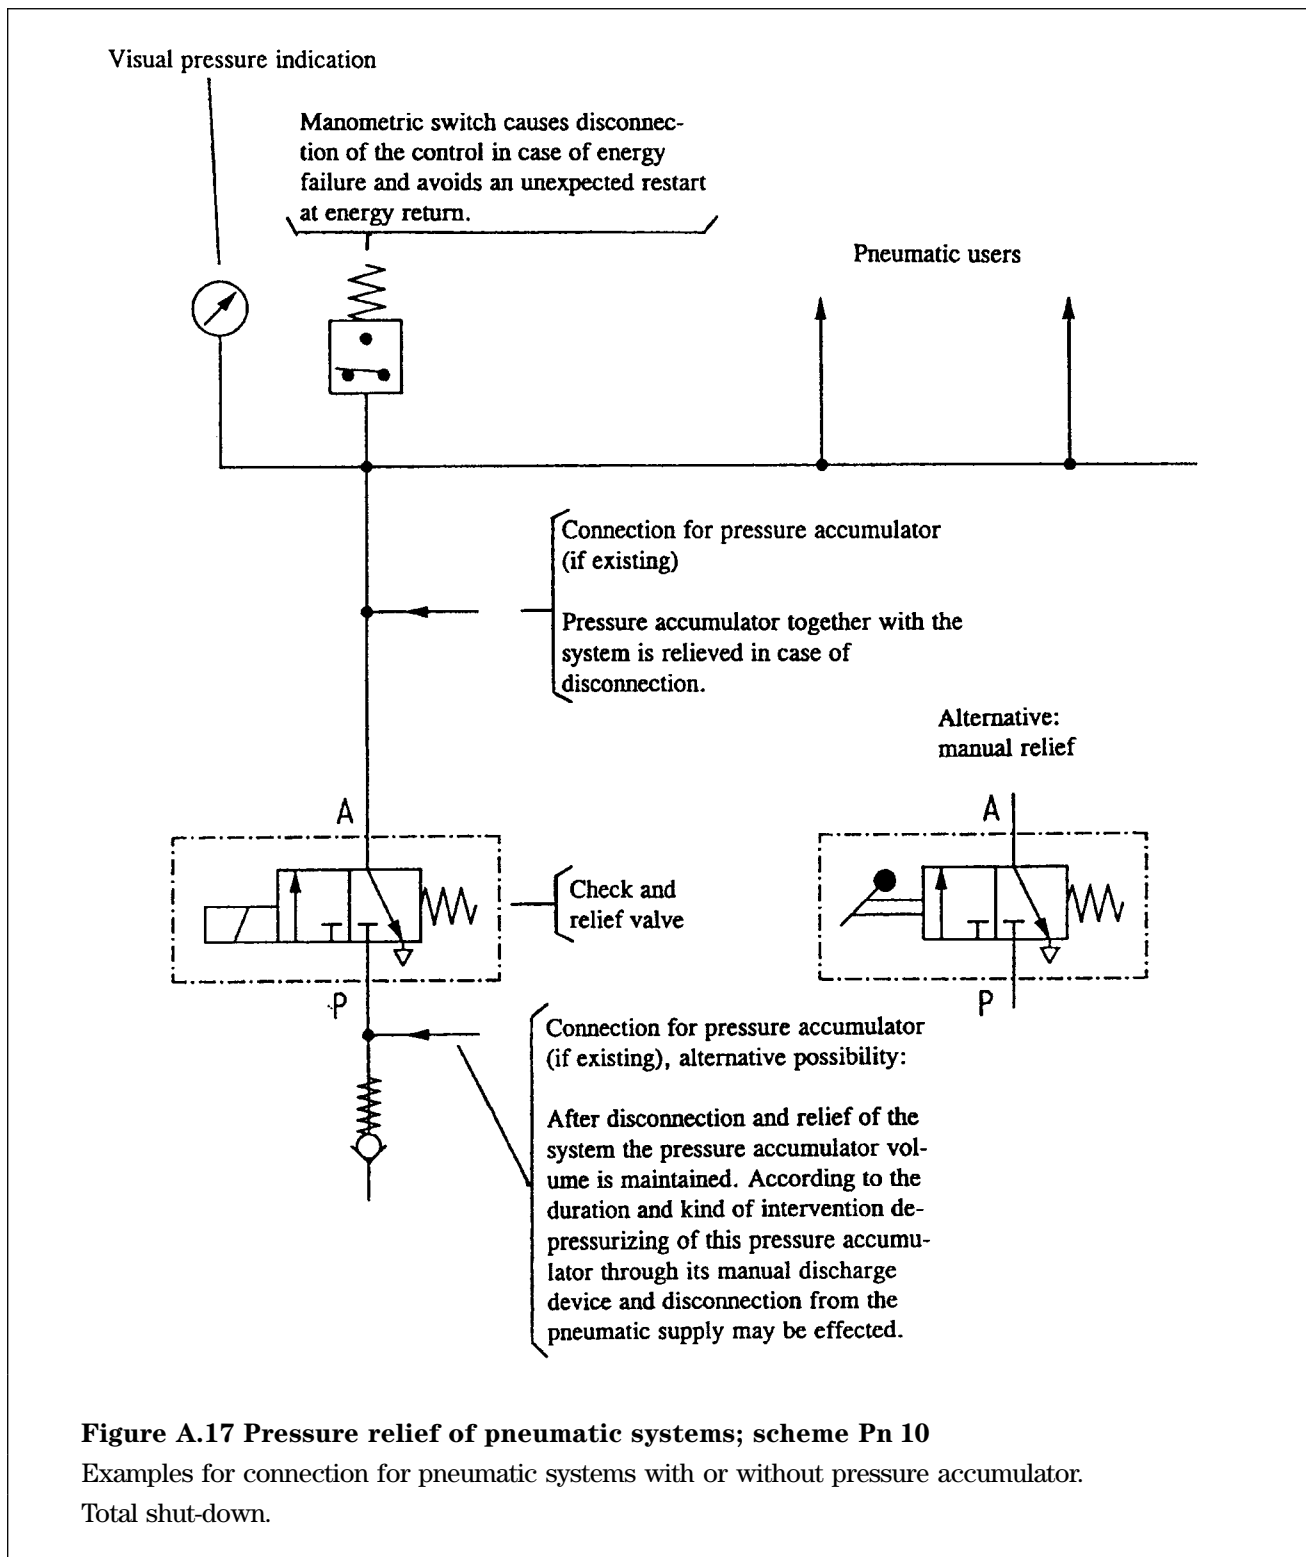 Visual pressure indication
Manometric switch causes disconnec-
tion of the control in case of energy
failure and avoids an unexpected restart
at energy return.
Pneumatic users
Connection for pressure accumulator
(if existing)
Pressure accumulator together with the
system is relieved in case of
disconnection.
Alternative:
manual relief
A
A
Check and
relief valve
P
P
Connection for pressure accumulator
(if existing), alternative possibility:
After disconnection and relief of the
system the pressure accumulator vol-
ume is maintained. According to the
duration and kind of intervention de-
pressurizing of this pressure accumu-
lator through its manual discharge
device and disconnection from the
pneumatic supply may be effected.
Figure A.17 Pressure relief of pneumatic systems; scheme Pn 10
Examples for connection for pneumatic systems with or without pressure accumulator.
Total shut-down.